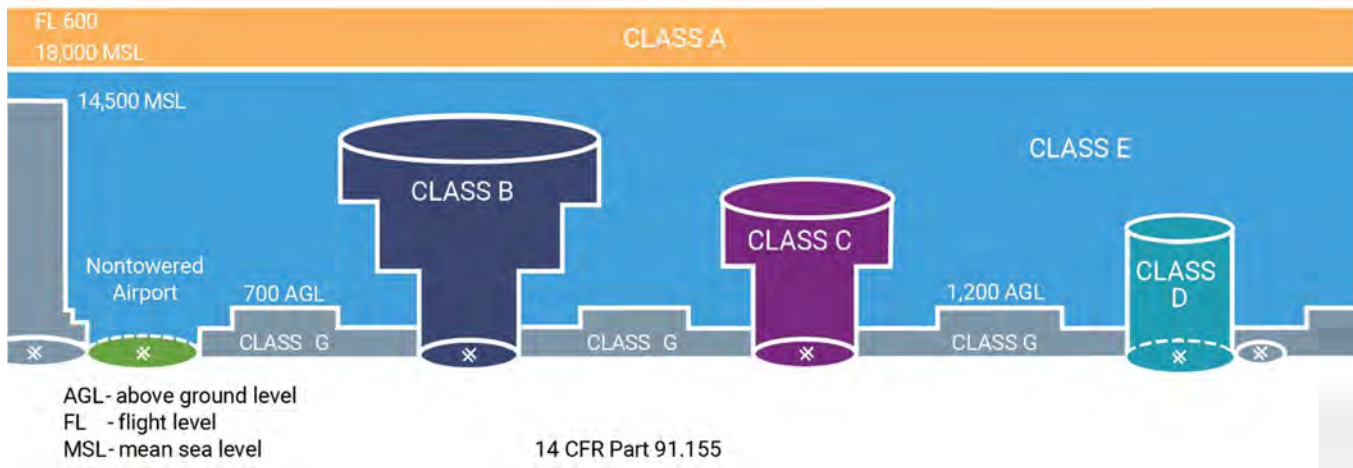 FL 600
18,000 MSL
CLASS A
14,500 MSL
CLASS E
CLASS B
CLASS C
Nontowered
Airport
CLASS
D
700 AGL
1,200 AGL
CLASS G
CLASS G
CLASS G
AGL- above ground level
FL - flight level
MSL- mean sea level
14 CFR Part 91.155